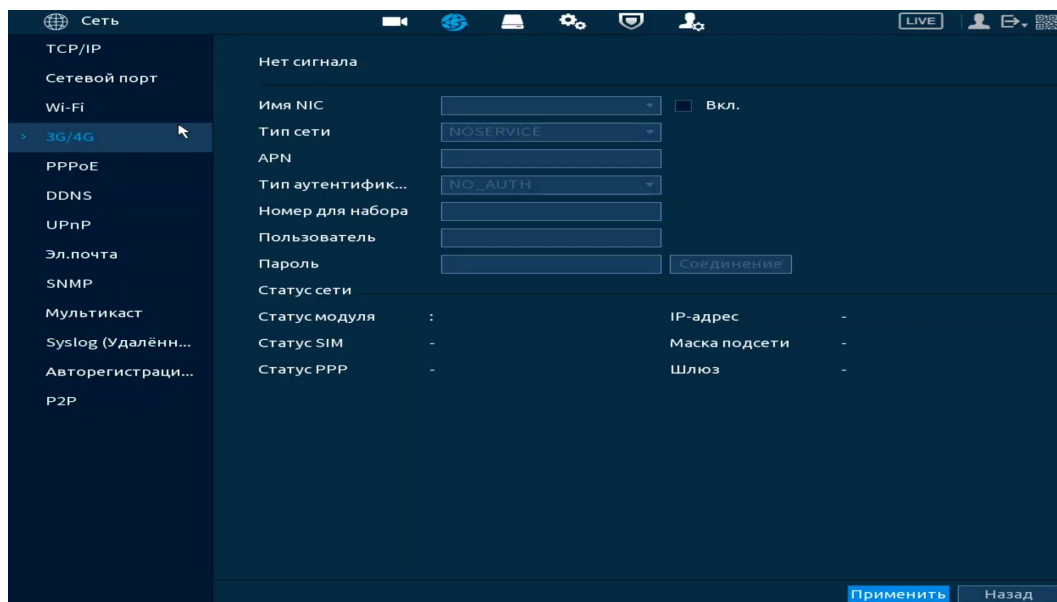 Сеть
LIVE
TCP/IP
Сетевой порт
Wi-Fi
3G/4G
PPPoE
DDNS
UPnP
Эл.почта
SNMP
Мультикаст
Syslog (Удалённ...
Авторегистраци...
P2P
Нет сигнала
Имя NIC
Вкл.
Тип сети NOSERVICE
APN
Тип аутентифик... NO_AUTH
Номер для набора
Пользователь
Пароль Соединение
Статус сети
Статус модуля : IP-адрес -
Статус SIM - Маска подсети -
Статус PPP - Шлюз -
Применить Назад